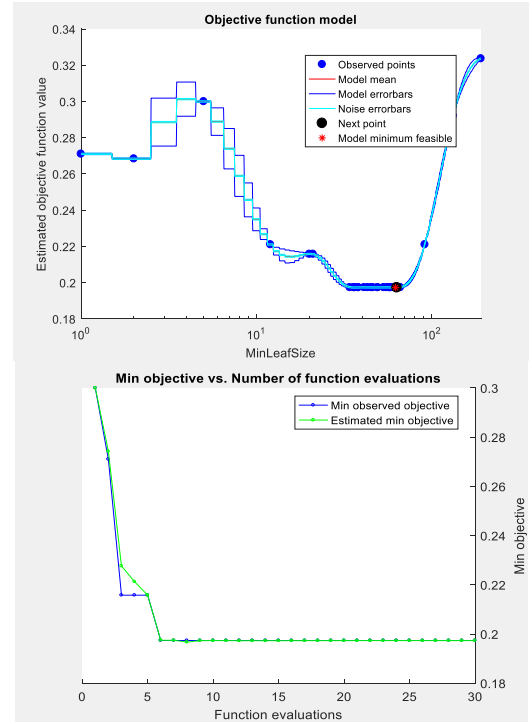 Objective function model
0.34
0.32
0.3
0.28
0.26
0.24
0.22
0.2
0.18
Estimated objective function value
Observed points
Model mean
Model errorbars
Noise errorbars
Next point
Model minimum feasible
10^0 10^1 10^2
MinLeafSize
Min objective vs. Number of function evaluations
Min observed objective
Estimated min objective
0.3
0.28
0.26
0.24
0.22
0.2
0.18
Min objective
0 5 10 15 20 25 30
Function evaluations